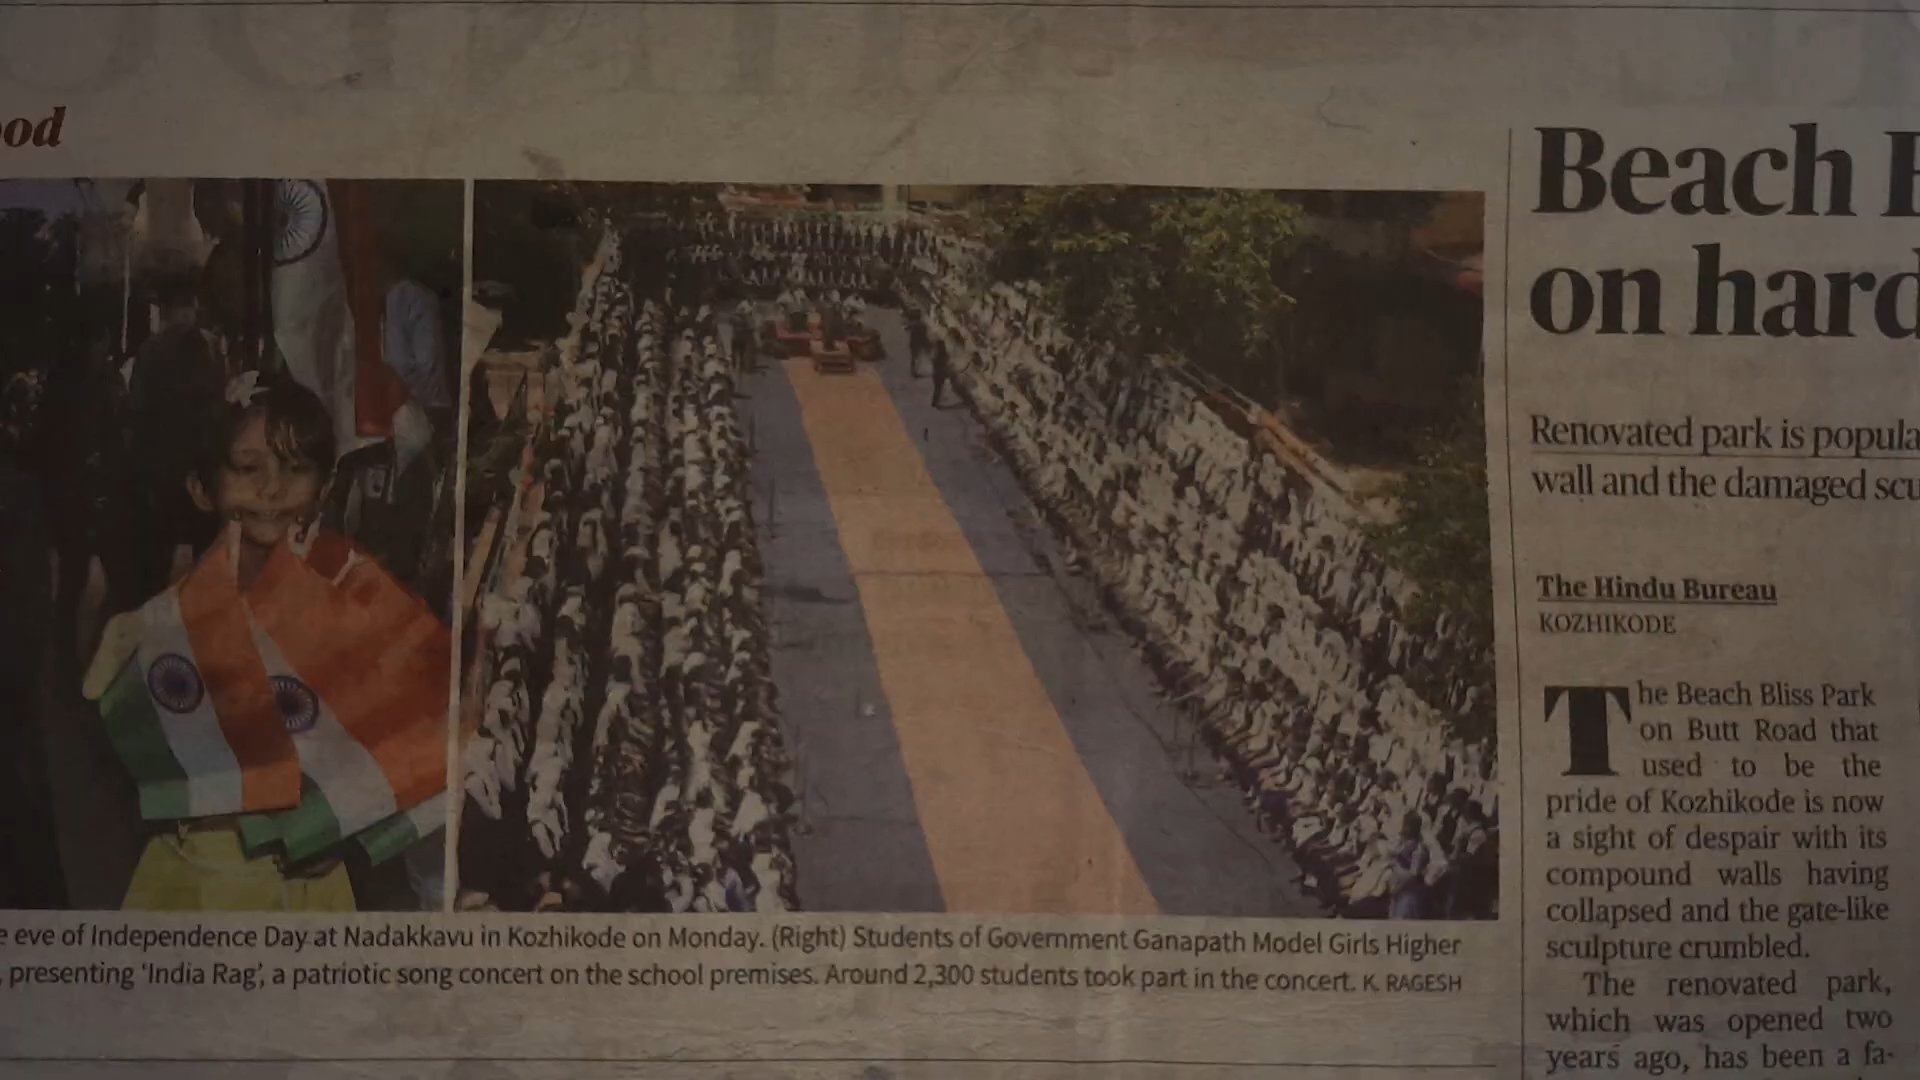 e eve of Independence Day at Nadakkavu in Kozhikode on Monday. (Right) Students of Government Ganapath Model Girls Higher
, presenting ‘India Rag’, a patriotic song concert on the school premises. Around 2,300 students took part in the concert. K. RAGESH
Beach
on hard
Renovated park is popula
wall and the damaged scu
The Hindu Bureau
KOZHIKODE
The Beach Bliss Park
on Butt Road that
used to be the
pride of Kozhikode is now
a sight of despair with its
compound walls having
collapsed and the gate-like
sculpture crumbled.
The renovated park,
which was opened two
years ago, has been a fa-